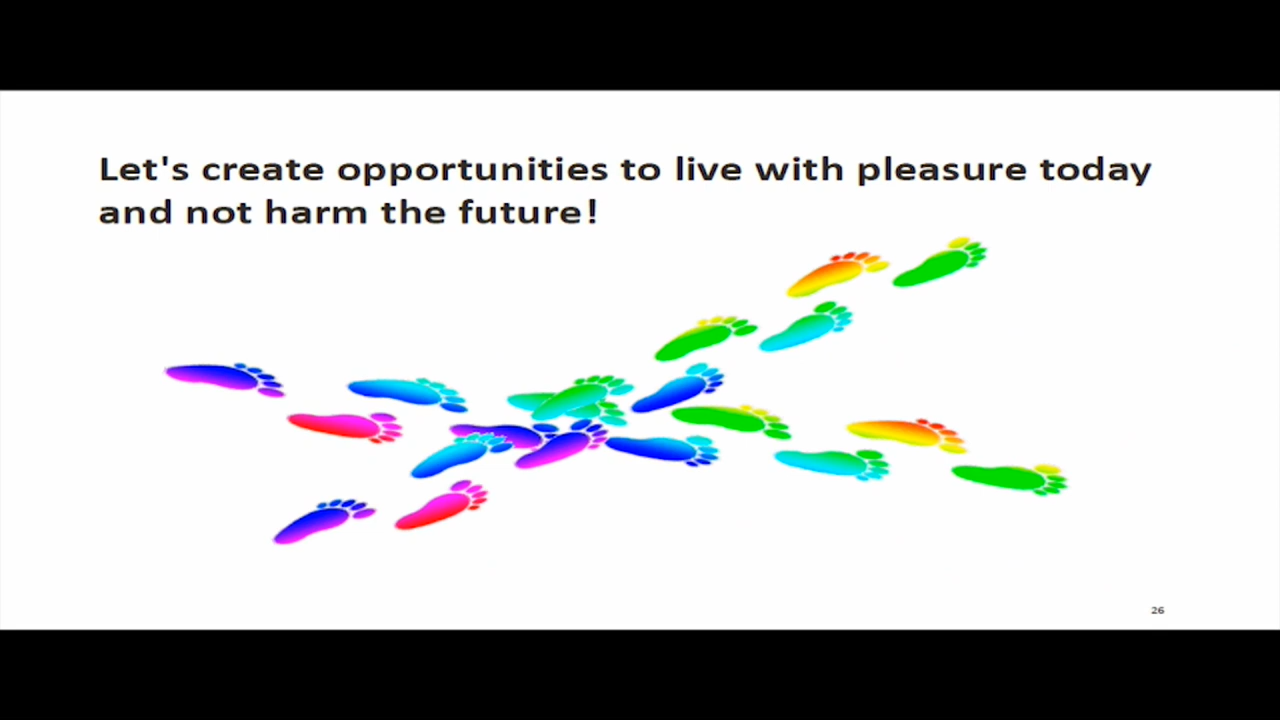 Let's create opportunities to live with pleasure today
and not harm the future!
26